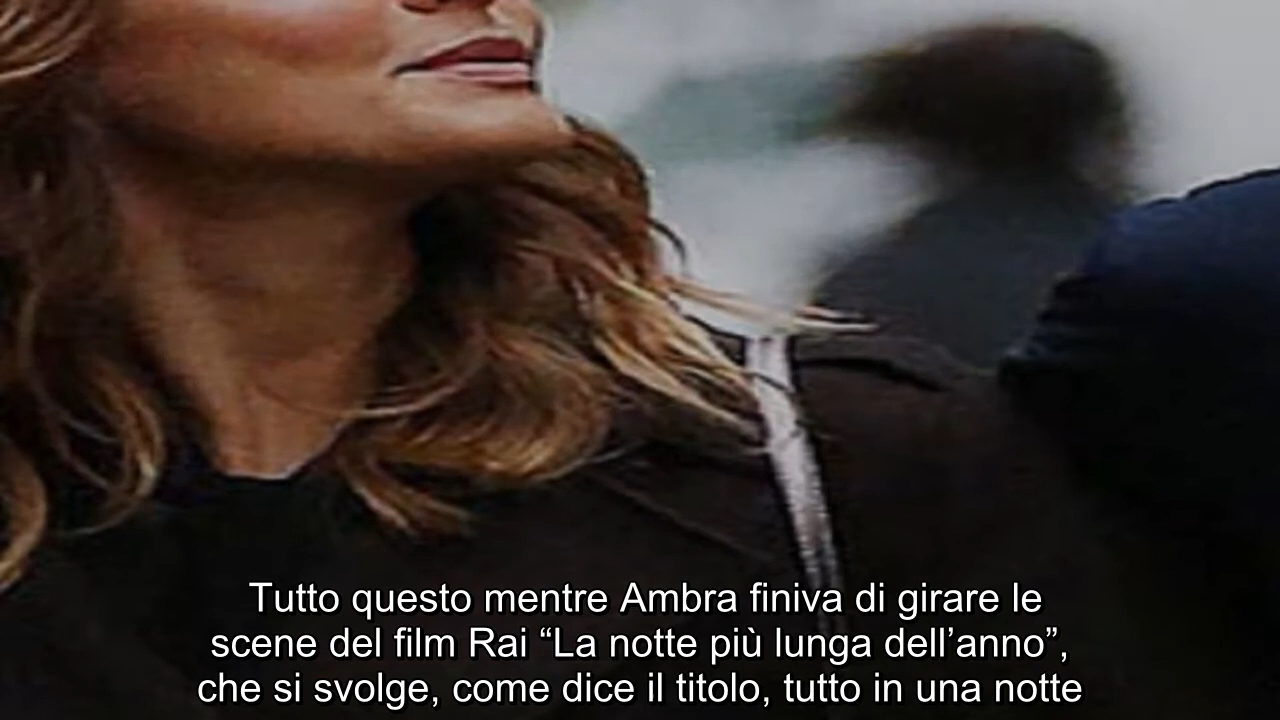 Tutto questo mentre Ambra finiva di girare le
scene del film Rai “La notte più lunga dell’anno”,
che si svolge, come dice il titolo, tutto in una notte